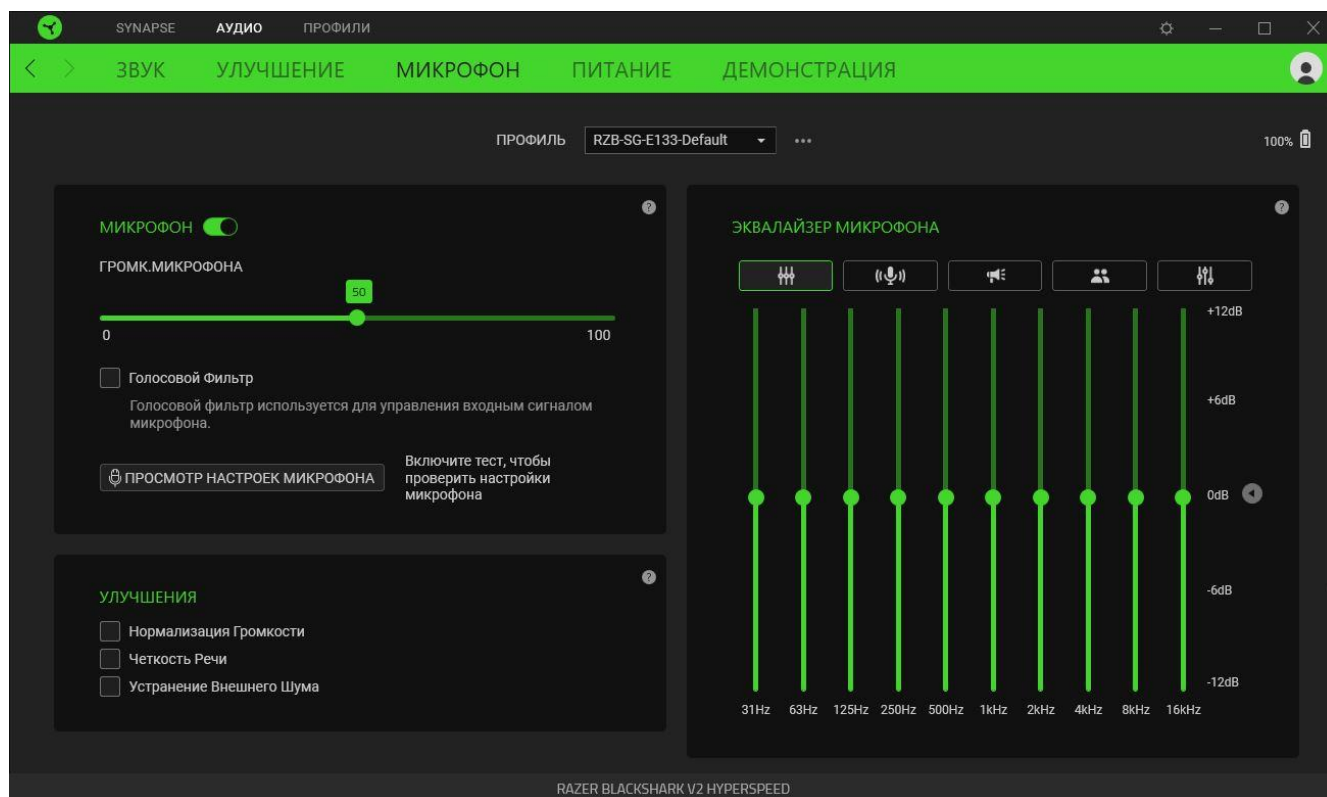 SYNAPSE АУДИО ПРОФИЛИ
ЗВУК УЛУЧШЕНИЕ МИКРОФОН ПИТАНИЕ ДЕМОНСТРАЦИЯ
ПРОФИЛЬ RZB-SG-E133-Default
100%
МИКРОФОН
ГРОМК.МИКРОФОНА
50
0 100
Голосовой Фильтр
Голосовой фильтр используется для управления входным сигналом
микрофона.
ПРОСМОТР НАСТРОЕК МИКРОФОНА
Включите тест, чтобы
проверить настройки
микрофона
УЛУЧШЕНИЯ
Нормализация Громкости
Четкость Речи
Устранение Внешнего Шума
ЭКВАЛАЙЗЕР МИКРОФОНА
+12dB
+6dB
0dB
-6dB
-12dB
31Hz 63Hz 125Hz 250Hz 500Hz 1kHz 2kHz 4kHz 8kHz 16kHz
RAZER BLACKSHARK V2 HYPERSPEED